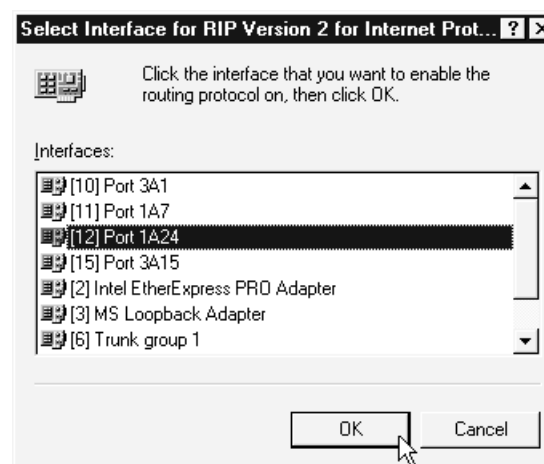 Select Interface for RIP Version 2 for Internet Prot... ? X
Click the interface that you want to enable the
routing protocol on, then click OK.
Interfaces:
[10] Port 3A1
[11] Port 1A7
[12] Port 1A24
[15] Port 3A15
[2] Intel EtherExpress PRO Adapter
[3] MS Loopback Adapter
[6] Trunk group 1
OK Cancel